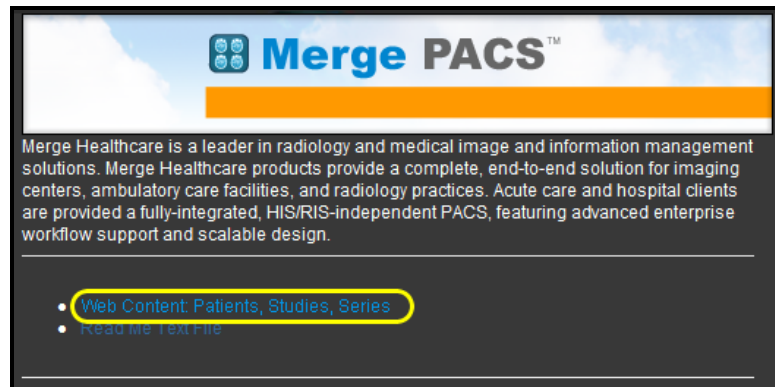 Merge PACS™
Merge Healthcare is a leader in radiology and medical image and information management
solutions. Merge Healthcare products provide a complete, end-to-end solution for imaging
centers, ambulatory care facilities, and radiology practices. Acute care and hospital clients
are provided a fully-integrated, HIS/RIS-independent PACS, featuring advanced enterprise
workflow support and scalable design.
• Web Content: Patients, Studies, Series
• Read Me Text File